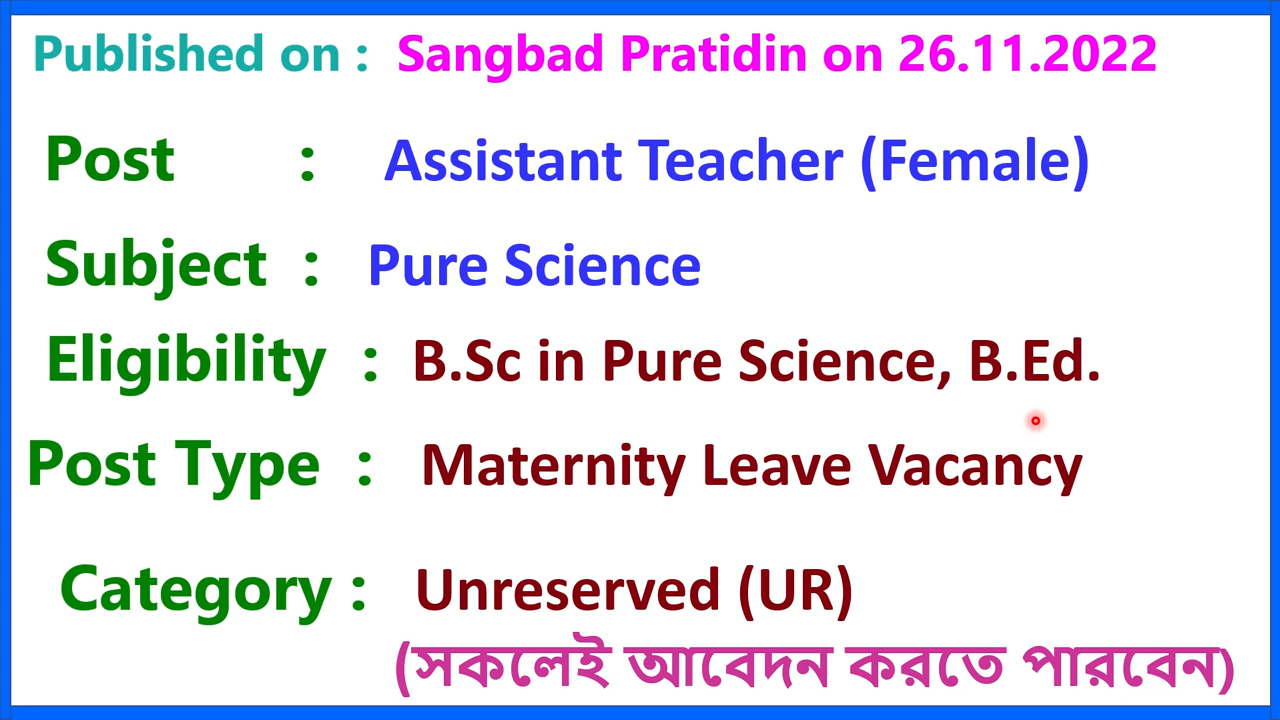 Published on : Sangbad Pratidin on 26.11.2022
Post : Assistant Teacher (Female)
Subject : Pure Science
Eligibility : B.Sc in Pure Science, B.Ed.
Post Type : Maternity Leave Vacancy
Category : Unreserved (UR)
(সকলেই আবেদন করতে পারবেন)